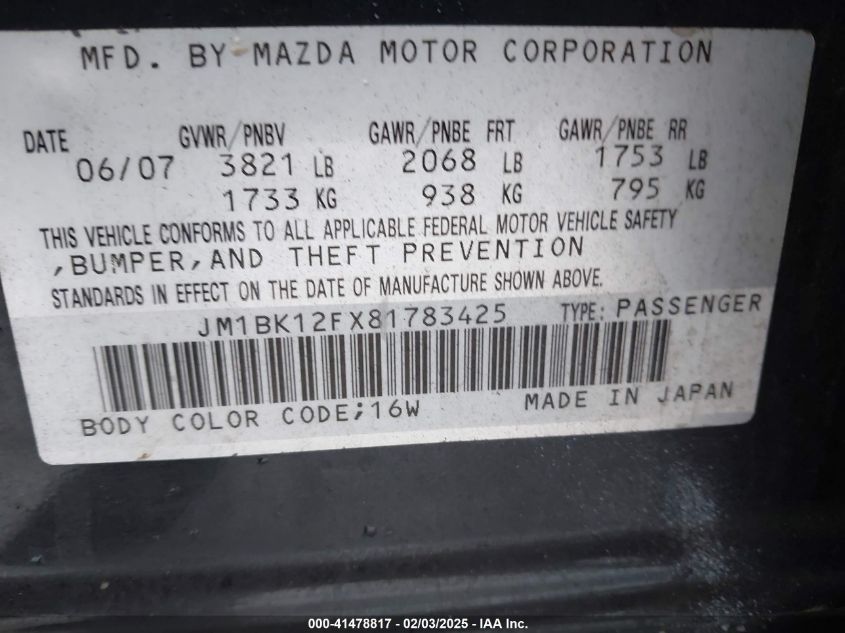 MFD. BY MAZDA MOTOR CORPORATION
DATE GVWR/PNBV GAWR/PNBE FRT GAWR/PNBE RR
06/07 3821 LB 2068 LB 1753 LB
1733 KG 938 KG 795 KG
THIS VEHICLE CONFORMS TO ALL APPLICABLE FEDERAL MOTOR VEHICLE SAFETY
,BUMPER,AND THEFT PREVENTION
STANDARDS IN EFFECT ON THE DATE OF MANUFACTURE SHOWN ABOVE.
JM1BK12FX81783425 TYPE: PASSENGER
BODY COLOR CODE;16W MADE IN JAPAN
000-41478817 - 02/03/2025 - IAA Inc.